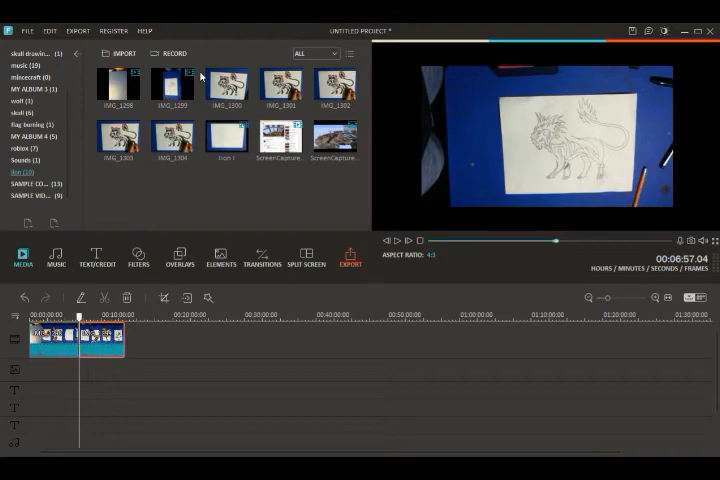 FILE EDIT EXPORT REGISTER HELP UNTITLED PROJECT *
skull drawin... (1)
music (19)
minecraft (0)
MY ALBUM 3 (1)
wolf (1)
skull (6)
flag burning (1)
MY ALBUM 4 (5)
roblox (7)
Sounds (1)
lion (10)
SAMPLE CO... (13)
SAMPLE VID... (9)
IMPORT RECORD ALL
IMG_1298 IMG_1299 IMG_1300 IMG_1301 IMG_1302
IMG_1303 IMG_1304 lion I ScreenCapture... ScreenCapture...
MEDIA MUSIC TEXT/CREDIT FILTERS OVERLAYS ELEMENTS TRANSITIONS SPLIT SCREEN EXPORT
ASPECT RATIO: 4:3
00:06:57.04
HOURS / MINUTES / SECONDS / FRAMES
00:00:00:00 00:10:00:00 00:20:00:00 00:30:00:00 00:40:00:00 00:50:00:00 01:00:00:00 01:10:00:00 01:20:00:00 01:30:00:00